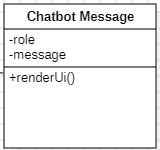 Chatbot Message
-role
-message
+renderUi()